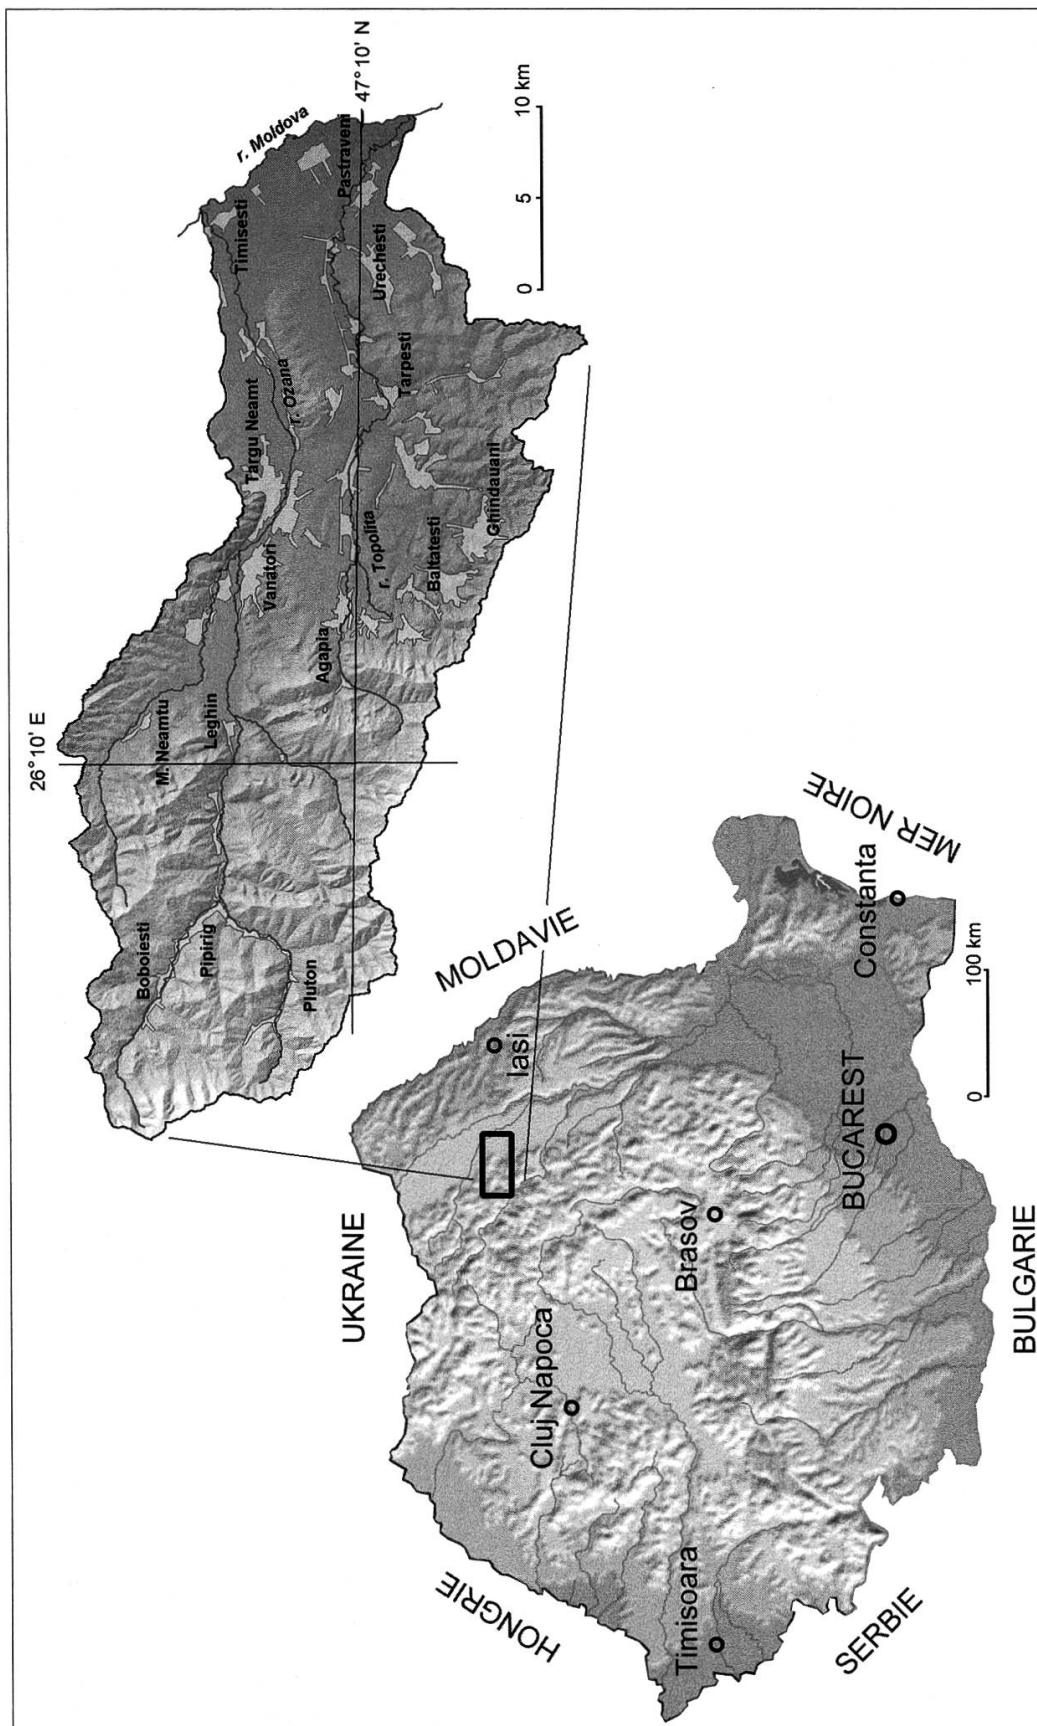 26°10' E
47°10' N
r. Moldova
Timisesti
Pastraveni
Urechesti
Targu Neamt
r. Ozana
Tarpesti
Vanatori
r. Topolita
Baltatesti
Ghindauani
Agapia
M. Neamtu
Leghin
Boboiesti
Pipirig
Pluton
0 5 10 km
UKRAINE
MOLDAVIE
HONGRIE
Iasi
Cluj Napoca
Brasov
Timisoara
BUCAREST
Constanta
MER NOIRE
SERBIE
BULGARIE
0 100 km